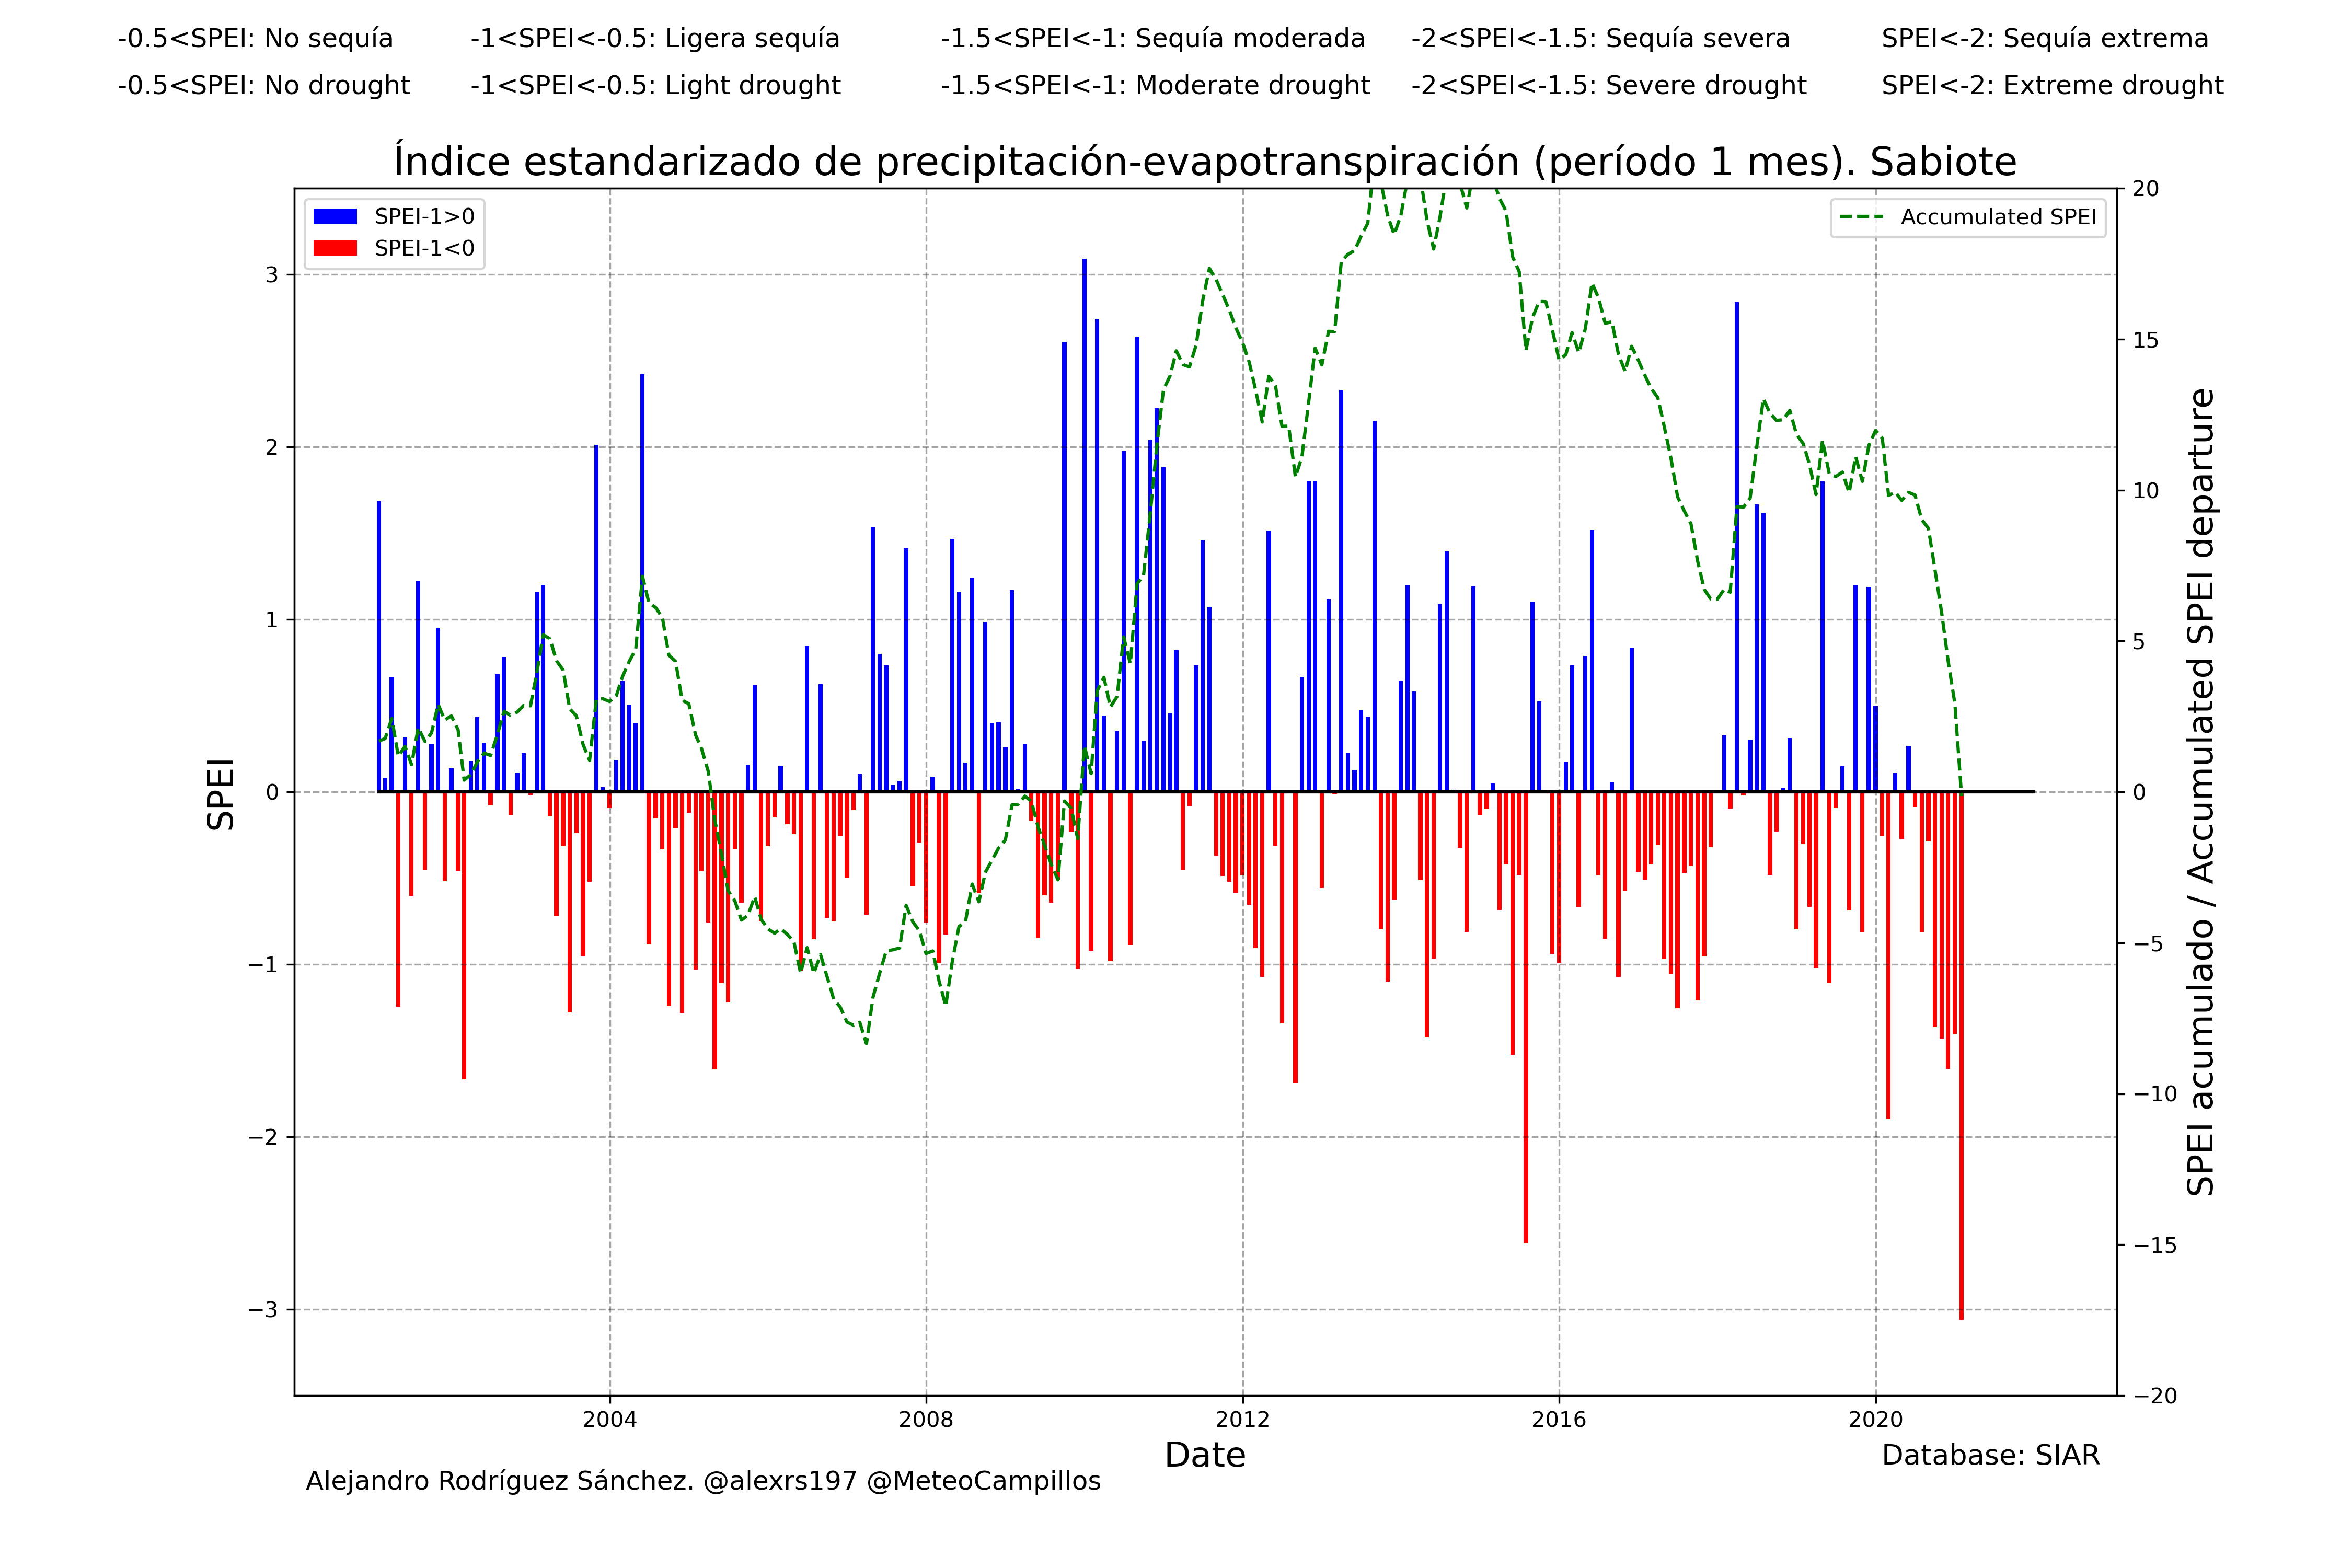 -0.5<SPEI: No sequía -1<SPEI<-0.5: Ligera sequía -1.5<SPEI<-1: Sequía moderada -2<SPEI<-1.5: Sequía severa SPEI<-2: Sequía extrema
-0.5<SPEI: No drought -1<SPEI<-0.5: Light drought -1.5<SPEI<-1: Moderate drought -2<SPEI<-1.5: Severe drought SPEI<-2: Extreme drought
Índice estandarizado de precipitación-evapotranspiración (período 1 mes). Sabiote
SPEI-1>0
SPEI-1<0
Accumulated SPEI
SPEI
3
2
1
0
−1
−2
−3
20
15
10
5
0
−5
−10
−15
−20
SPEI acumulado / Accumulated SPEI departure
2004 2008 2012 2016 2020
Date
Database: SIAR
Alejandro Rodríguez Sánchez. @alexrs197 @MeteoCampillos